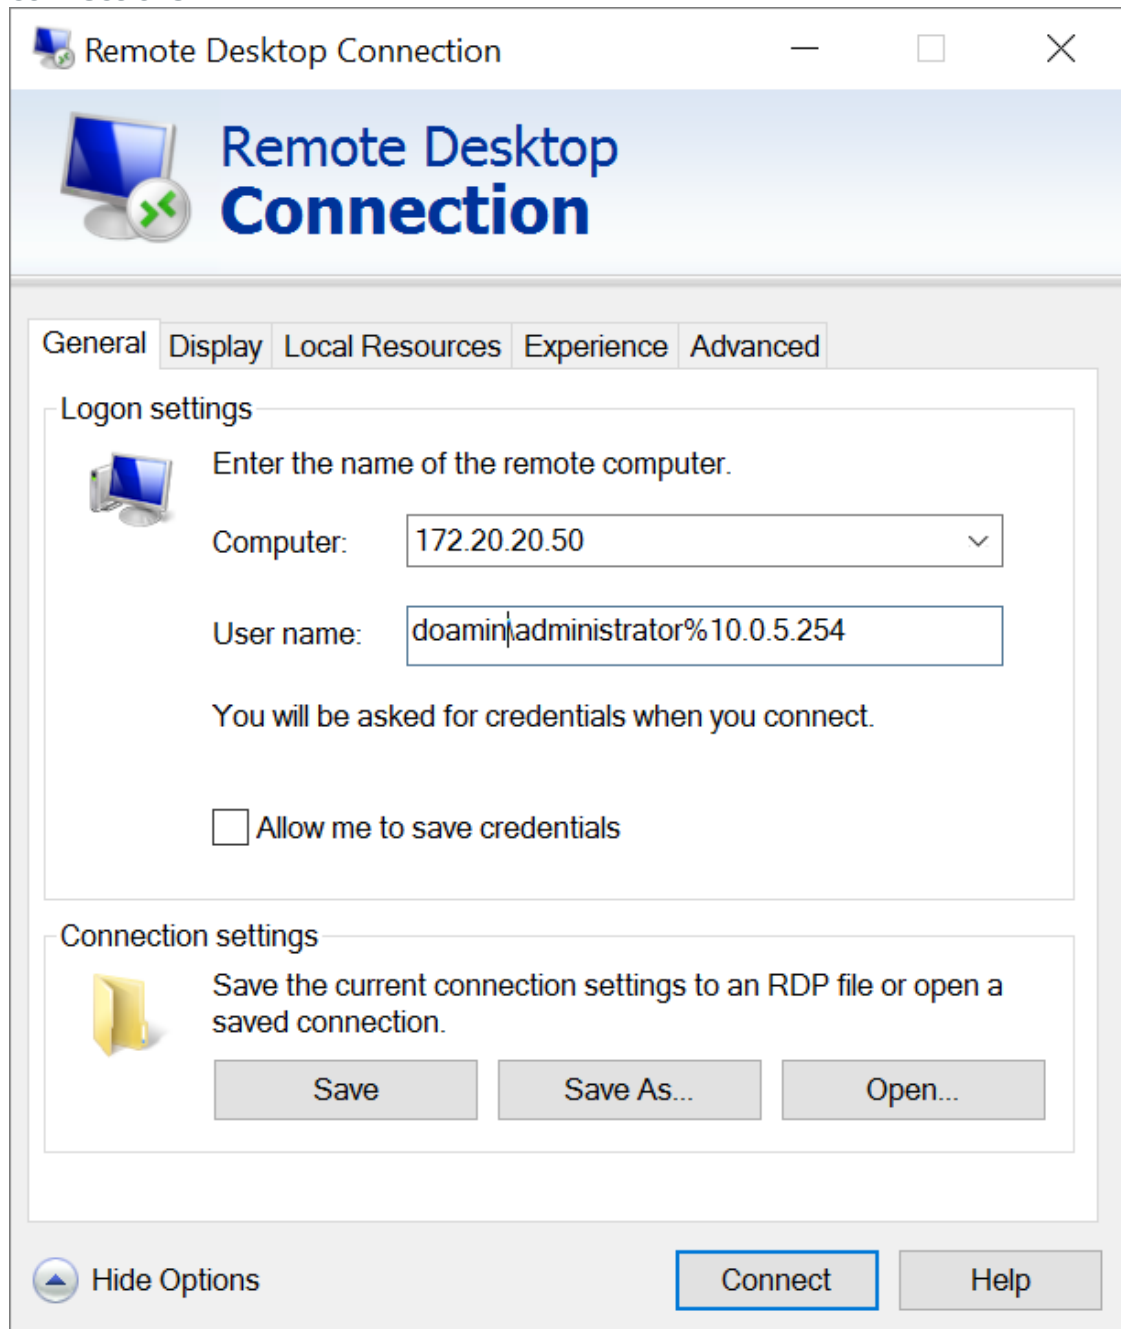 Remote Desktop Connection
Remote Desktop
Connection
General Display Local Resources Experience Advanced
Logon settings
Enter the name of the remote computer.
Computer: 172.20.20.50
User name: doamin\administrator%10.0.5.254
You will be asked for credentials when you connect.
Allow me to save credentials
Connection settings
Save the current connection settings to an RDP file or open a
saved connection.
Save Save As... Open...
Hide Options Connect Help